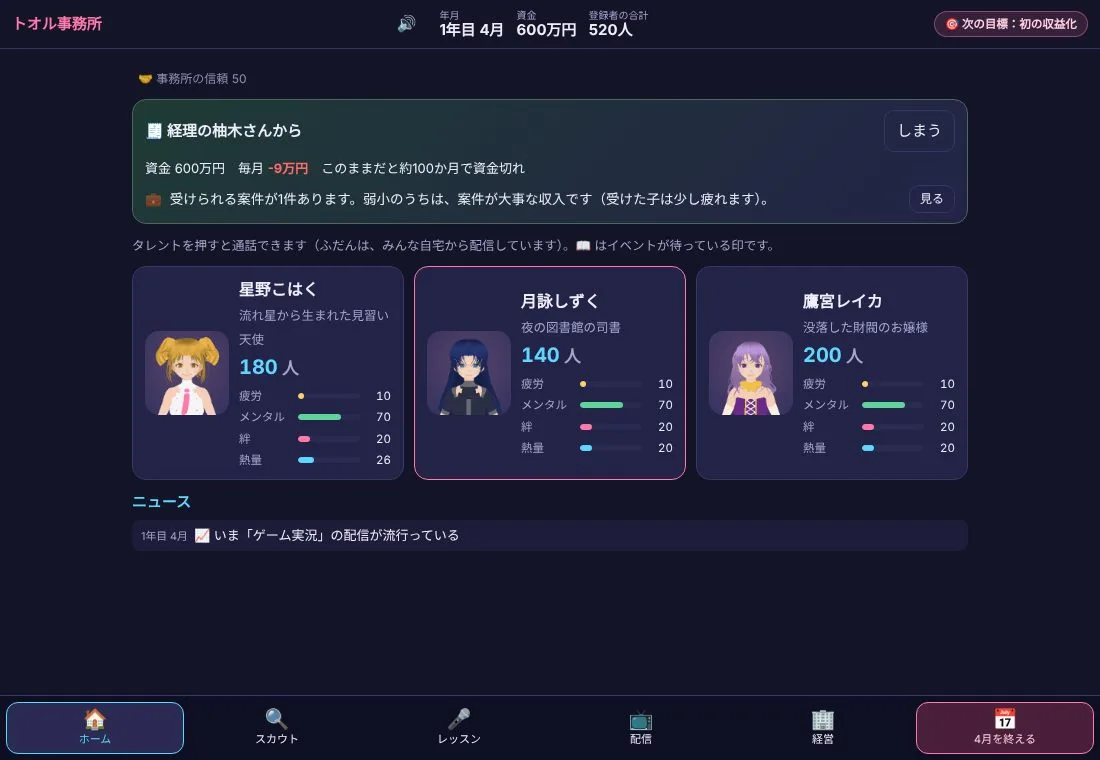 トオル事務所
年月
1年目 4月
資金
600万円
登録者の合計
520人
🎯 次の目標：初の収益化
🤝 事務所の信頼 50
🧾 経理の柚木さんから
しまう
資金 600万円 毎月 -9万円 このままだと約100か月で資金切れ
💼 受けられる案件が1件あります。弱小のうちは、案件が大事な収入です（受けた子は少し疲れます）。
見る
タレントを押すと通話できます（ふだんは、みんな自宅から配信しています）。📖 はイベントが待っている印です。
星野こはく
流れ星から生まれた見習い
天使
180 人
疲労 10
メンタル 70
絆 20
熱量 26
月詠しずく
夜の図書館の司書
140 人
疲労 10
メンタル 70
絆 20
熱量 20
鷹宮レイカ
没落した財閥のお嬢様
200 人
疲労 10
メンタル 70
絆 20
熱量 20
ニュース
1年目 4月 📈 いま「ゲーム実況」の配信が流行っている
ホーム
スカウト
レッスン
配信
経営
July
17
4月を終える